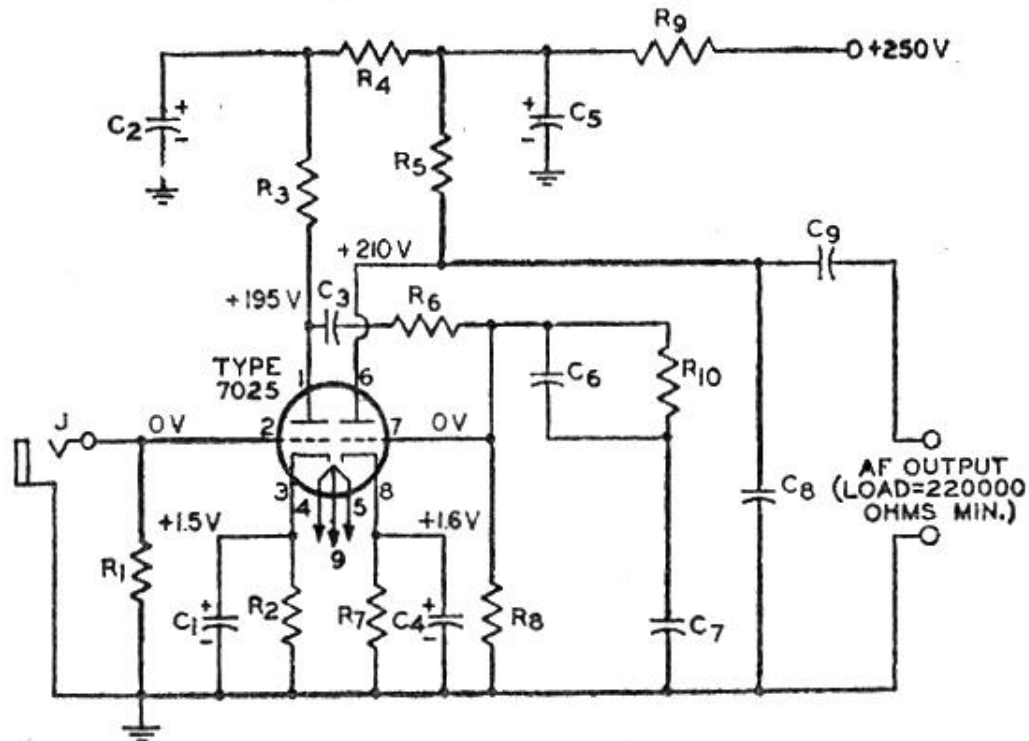 R9
+250V
R4
C2
+
-
+
-
C5
R5
R3
C9
+210V
+195V
C3
R6
TYPE
7025
1
6
C6
R10
J
0V
2
7
0V
3
4
5
8
9
+1.5V
+1.6V
C8
AF OUTPUT
(LOAD=220000
OHMS MIN.)
R1
C1
+
-
R2
R7
C4
+
-
R8
C7